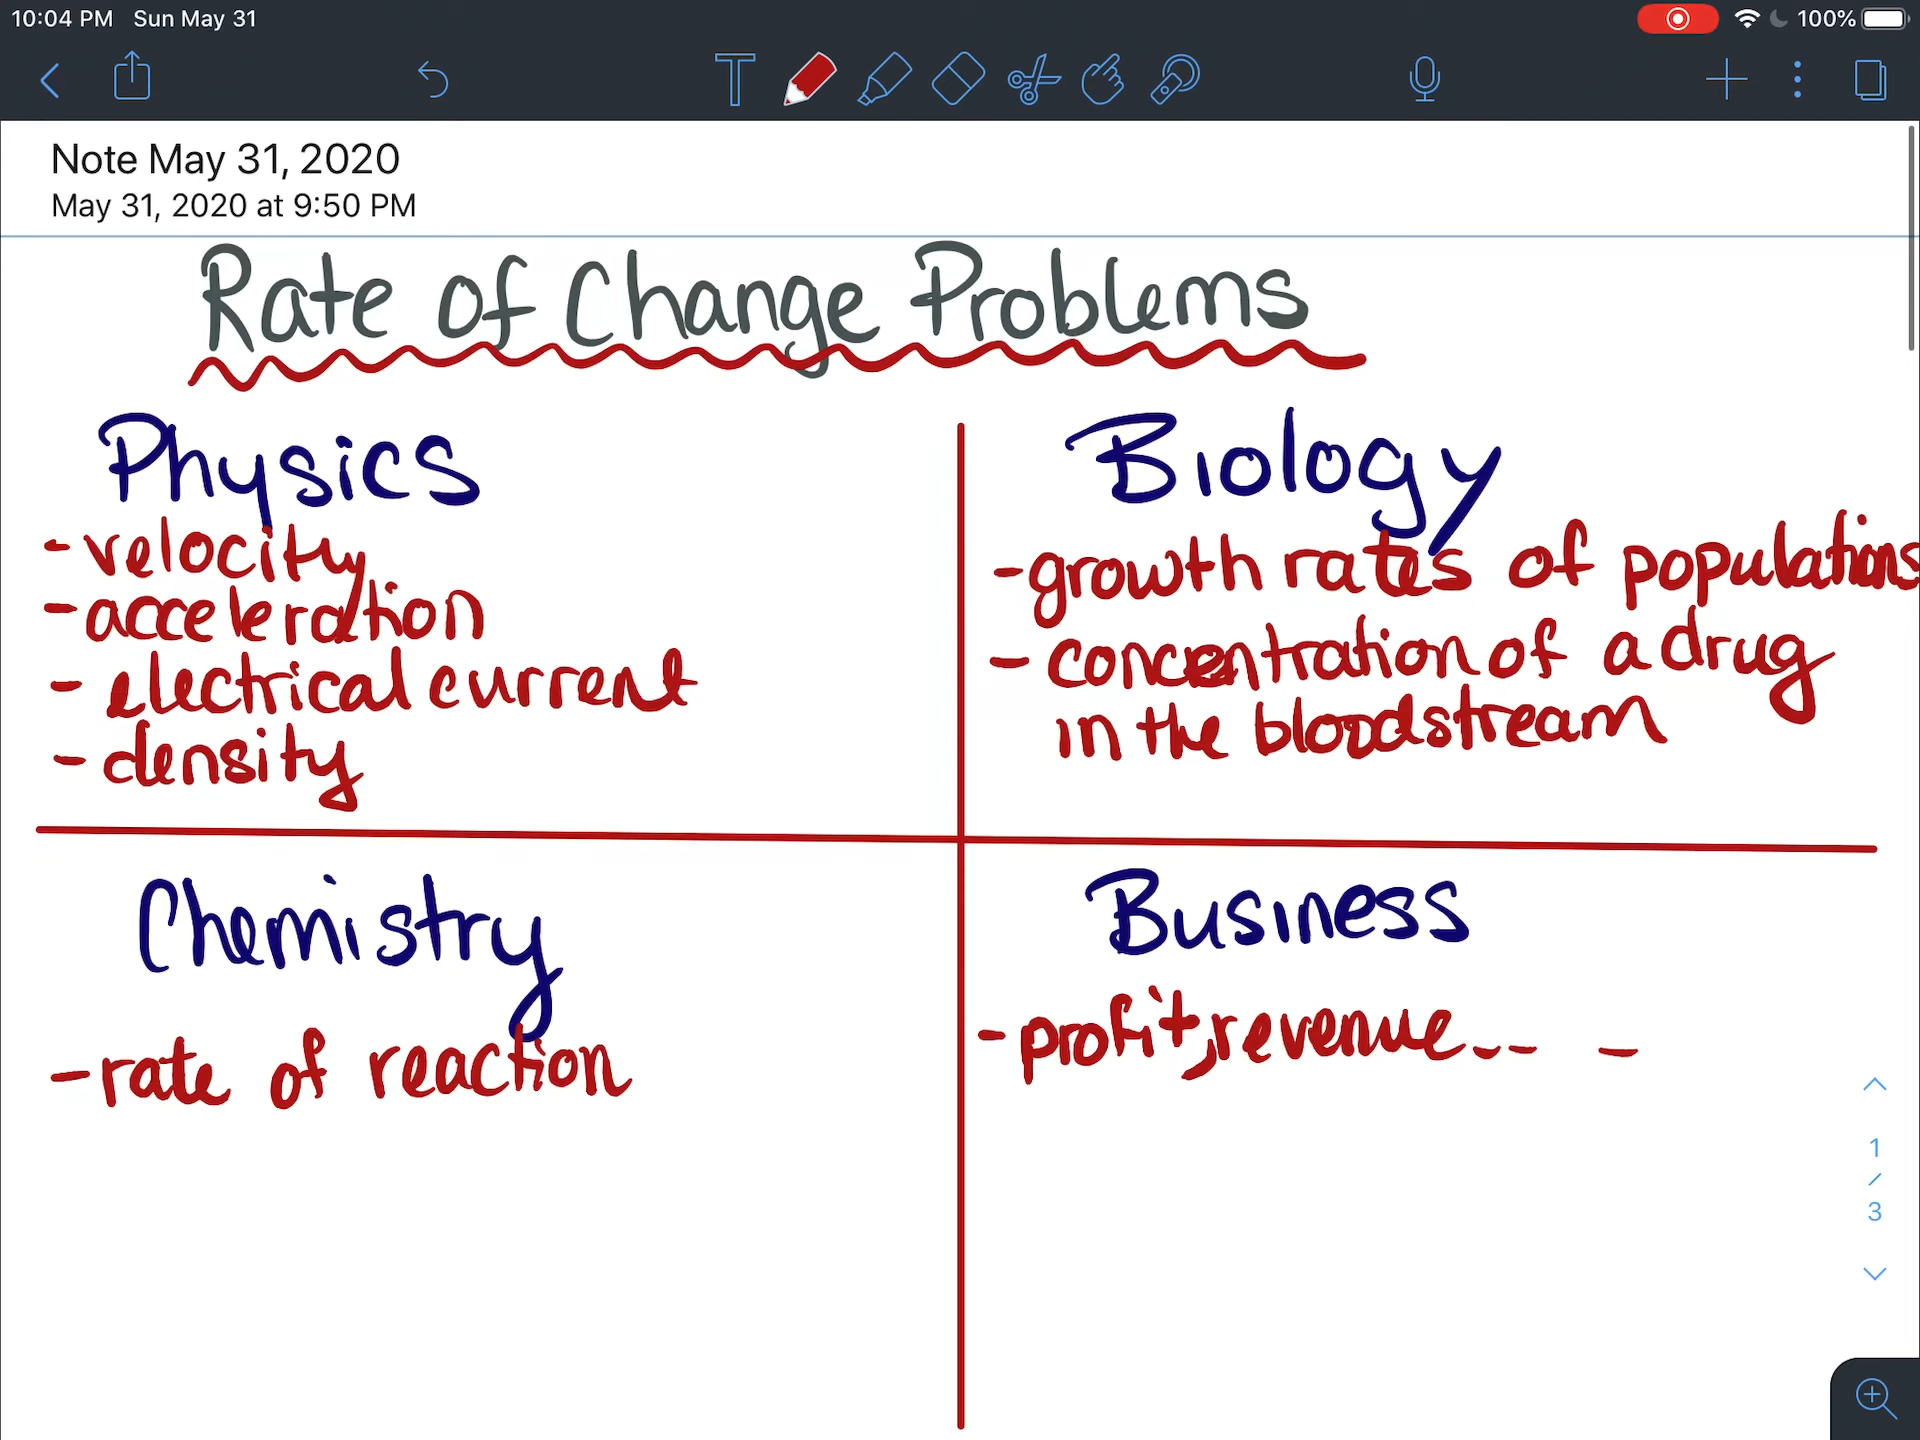 10:04 PM Sun May 31
100%
Note May 31, 2020
May 31, 2020 at 9:50 PM
Rate of Change Problems
Physics
- velocity
- acceleration
- electrical current
- density
Biology
- growth rates of populations
- concentration of a drug
in the bloodstream
Chemistry
- rate of reaction
Business
- profit, revenue -- -
1
/
3